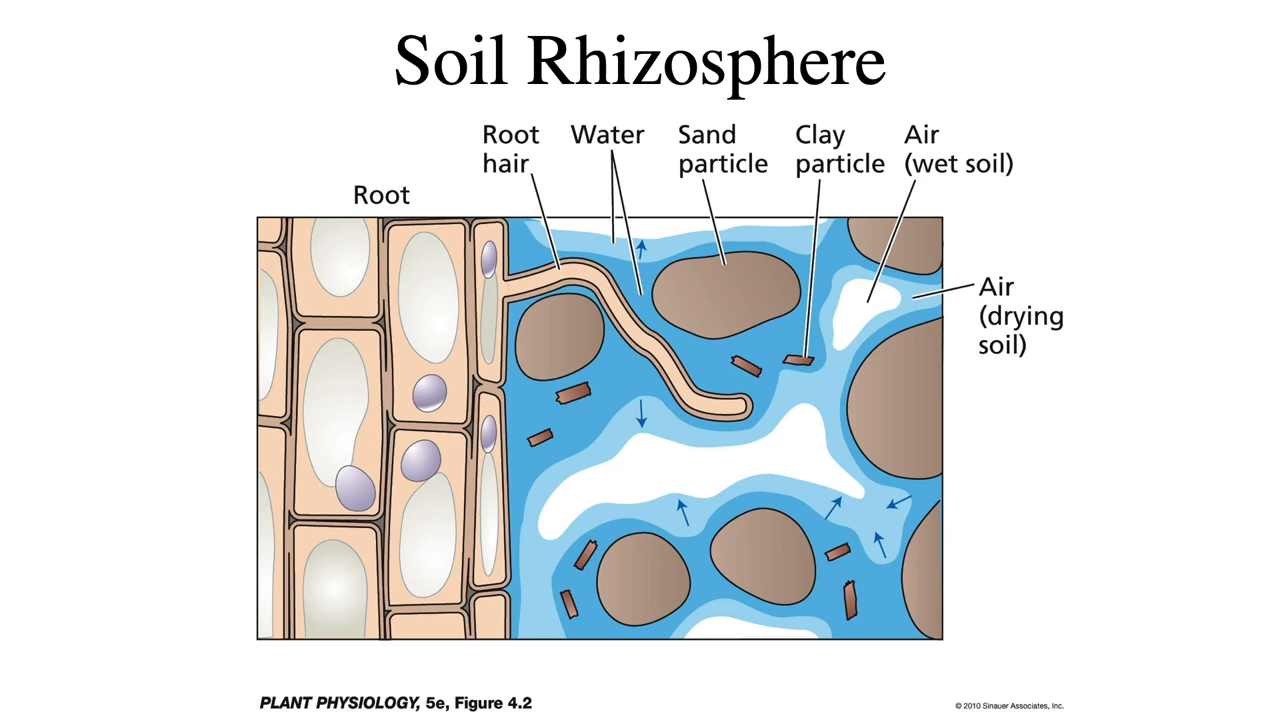 Soil Rhizosphere
Root hair
Water
Sand particle
Clay particle
Air (wet soil)
Root
Air (drying soil)
PLANT PHYSIOLOGY, 5e, Figure 4.2
© 2010 Sinauer Associates, Inc.